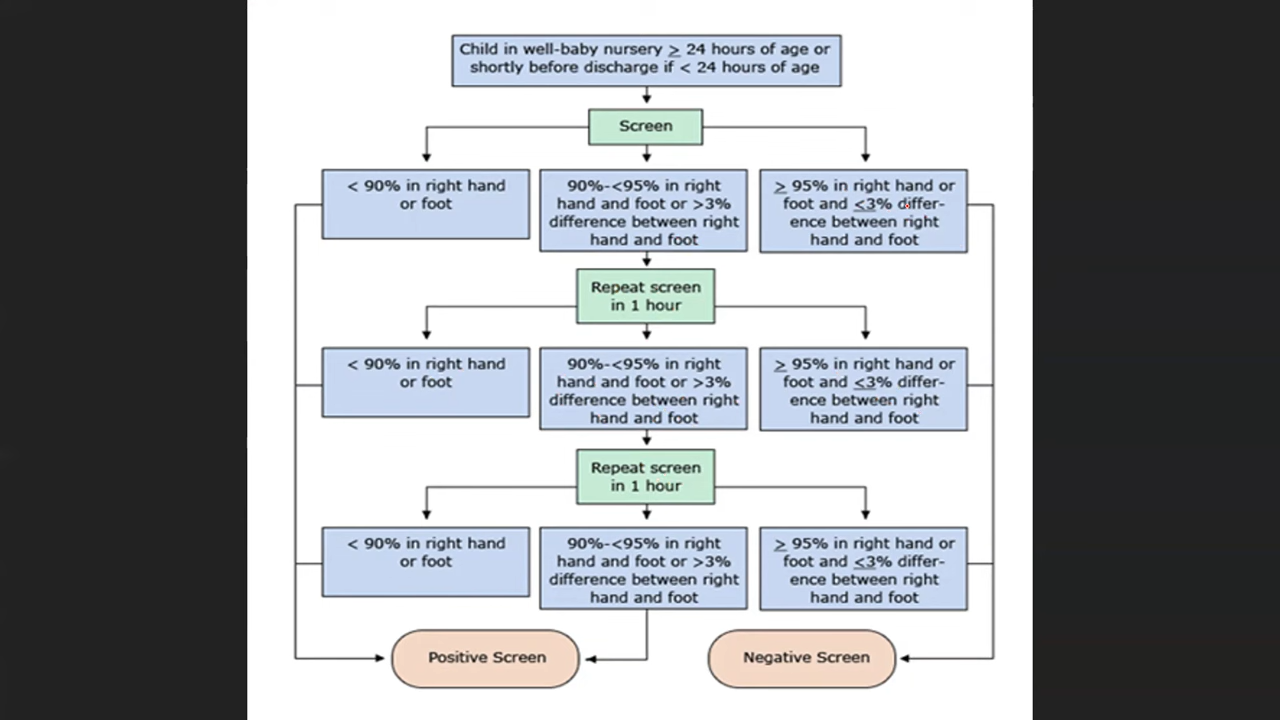 Child in well-baby nursery ≥ 24 hours of age or
shortly before discharge if < 24 hours of age
Screen
< 90% in right hand
or foot
90%-<95% in right
hand and foot or >3%
difference between right
hand and foot
≥ 95% in right hand or
foot and ≤3% differ-
ence between right
hand and foot
Repeat screen
in 1 hour
< 90% in right hand
or foot
90%-<95% in right
hand and foot or >3%
difference between right
hand and foot
≥ 95% in right hand or
foot and ≤3% differ-
ence between right
hand and foot
Repeat screen
in 1 hour
< 90% in right hand
or foot
90%-<95% in right
hand and foot or >3%
difference between right
hand and foot
≥ 95% in right hand or
foot and ≤3% differ-
ence between right
hand and foot
Positive Screen
Negative Screen